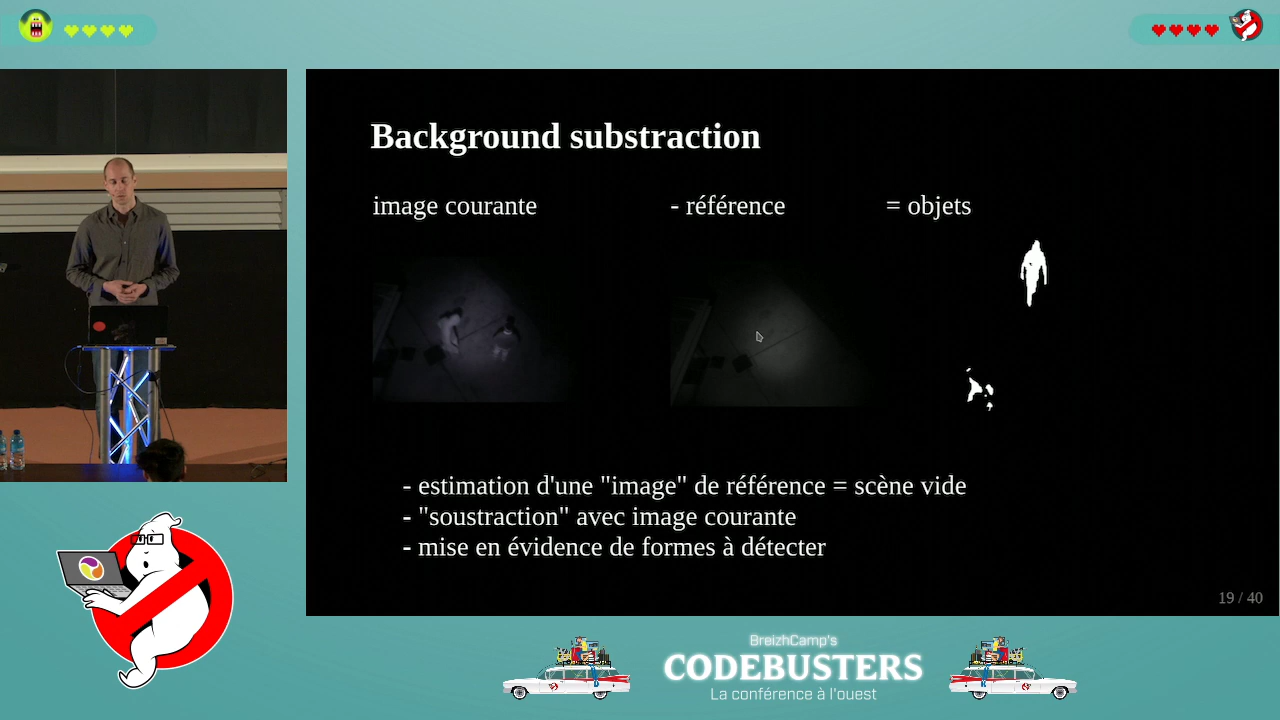 Background substraction
image courante
- référence
= objets
- estimation d'une "image" de référence = scène vide
- "soustraction" avec image courante
- mise en évidence de formes à détecter
19 / 40
BreizhCamp's
CODEBUSTERS
La conférence à l'ouest